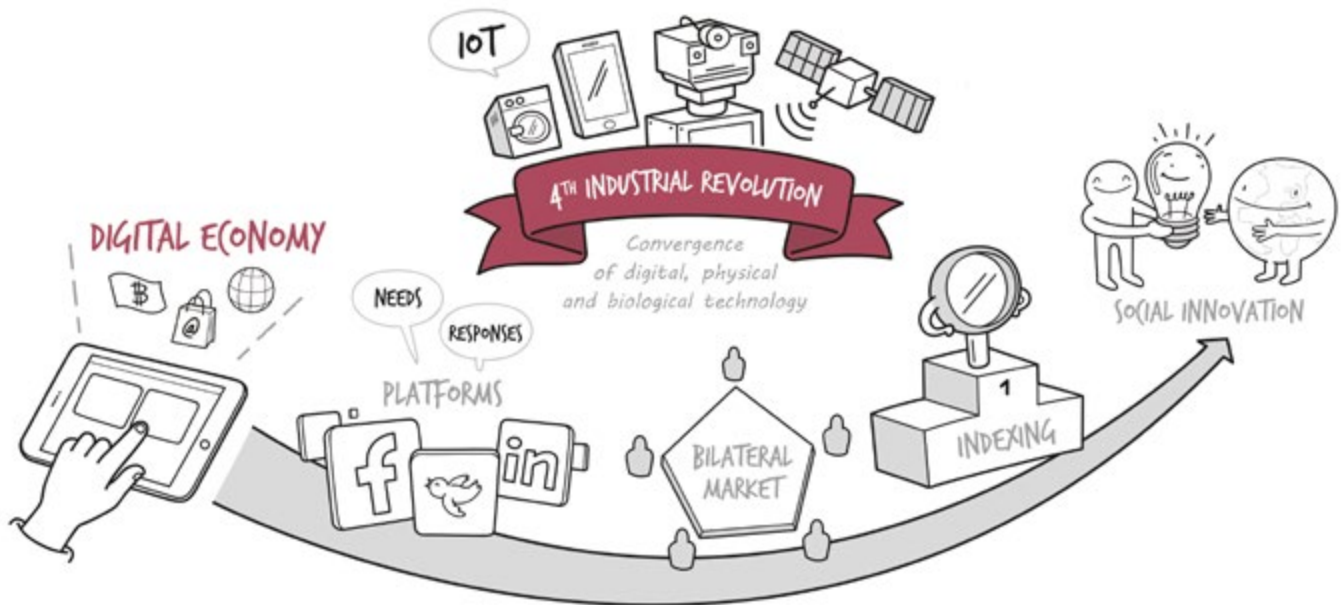 IOT
4TH INDUSTRIAL REVOLUTION
Convergence
of digital, physical
and biological technology
DIGITAL ECONOMY
₿
@
NEEDS
RESPONSES
PLATFORMS
f
in
BILATERAL
MARKET
1
INDEXING
SOCIAL INNOVATION